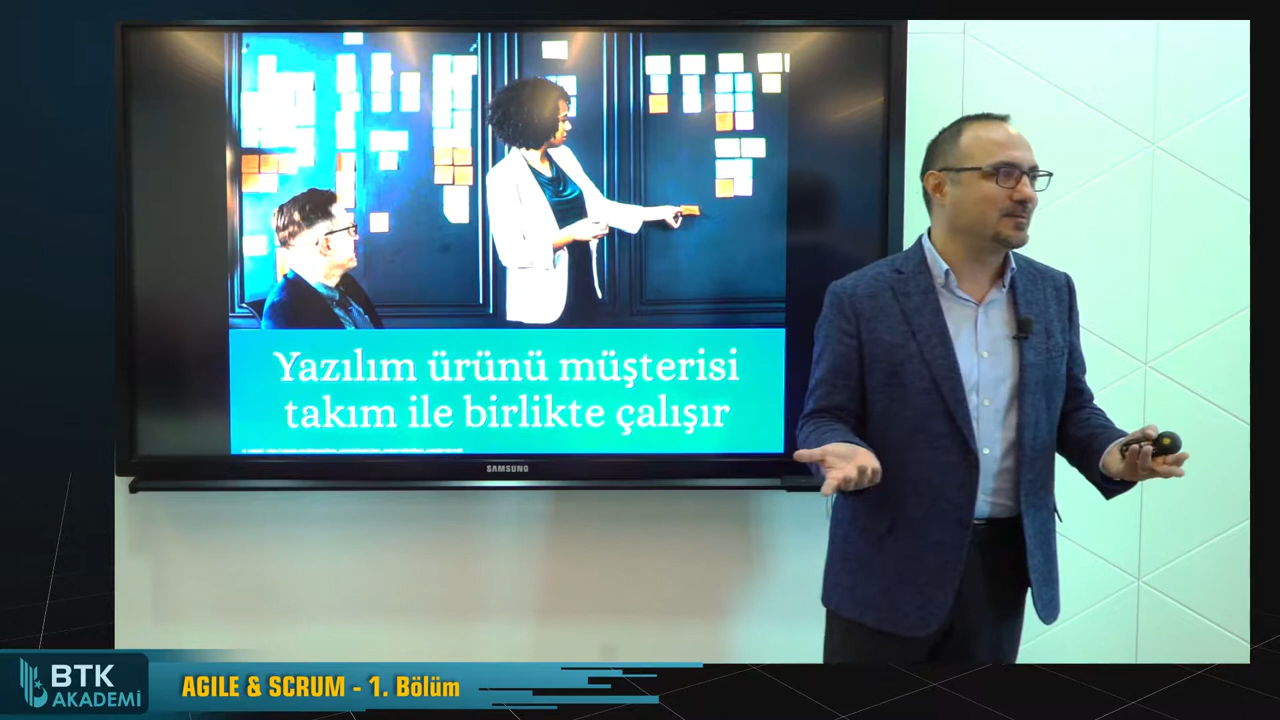 Yazılım ürünü müşterisi
takım ile birlikte çalışır
SAMSUNG
BTK
AKADEMİ
AGILE & SCRUM - 1. Bölüm